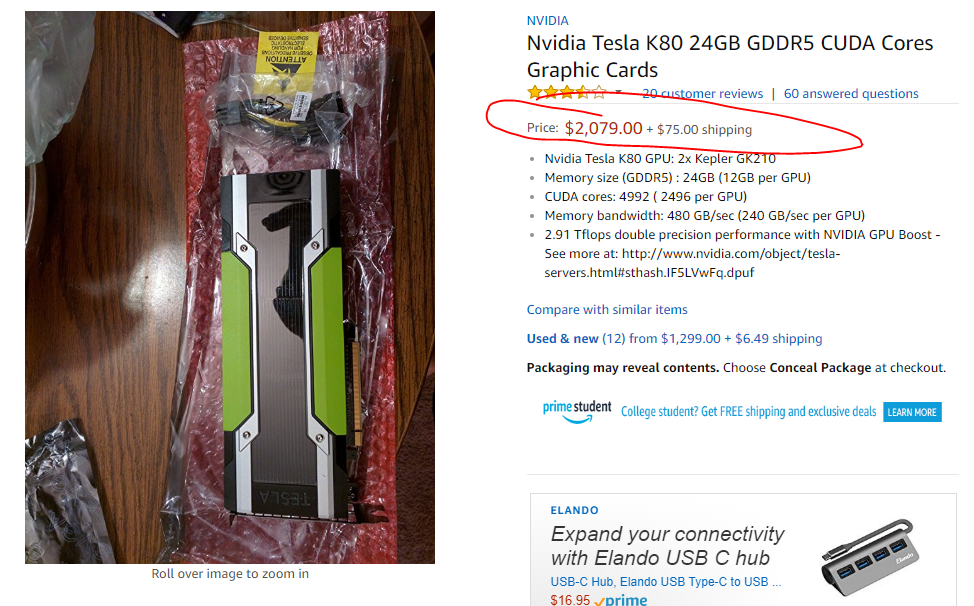 NVIDIA
Nvidia Tesla K80 24GB GDDR5 CUDA Cores
Graphic Cards
20 customer reviews | 60 answered questions
Price: $2,079.00 + $75.00 shipping
• Nvidia Tesla K80 GPU: 2x Kepler GK210
• Memory size (GDDR5) : 24GB (12GB per GPU)
• CUDA cores: 4992 ( 2496 per GPU)
• Memory bandwidth: 480 GB/sec (240 GB/sec per GPU)
• 2.91 Tflops double precision performance with NVIDIA GPU Boost -
See more at: http://www.nvidia.com/object/tesla-
servers.html#sthash.IF5LVwFq.dpuf
Compare with similar items
Used & new (12) from $1,299.00 + $6.49 shipping
Packaging may reveal contents. Choose Conceal Package at checkout.
prime student College student? Get FREE shipping and exclusive deals LEARN MORE
ATTENTION
TESLA
Roll over image to zoom in
ELANDO
Expand your connectivity
with Elando USB C hub
USB-C Hub, Elando USB Type-C to USB ...
$16.95 prime
Elando